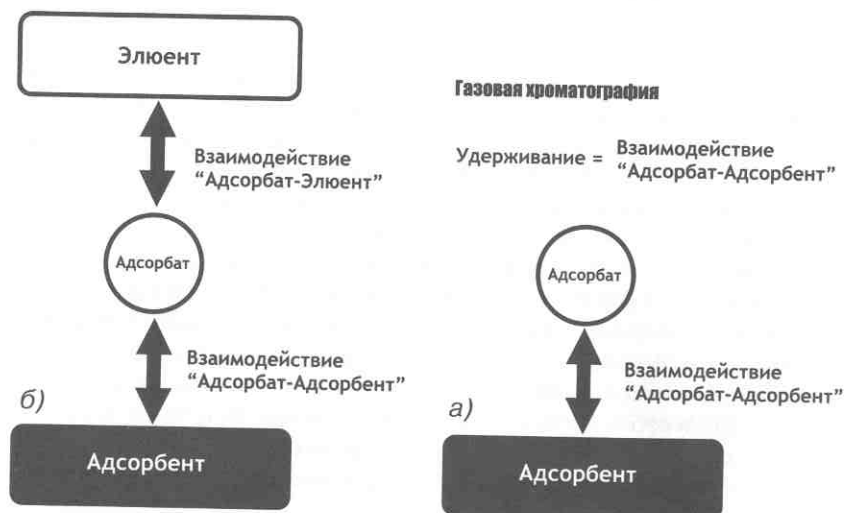 Элюент
Взаимодействие
“Адсорбат-Элюент”
Адсорбат
Взаимодействие
“Адсорбат-Адсорбент”
б)
Адсорбент
Газовая хроматография
Удерживание = Взаимодействие
“Адсорбат-Адсорбент”
Адсорбат
Взаимодействие
“Адсорбат-Адсорбент”
а)
Адсорбент